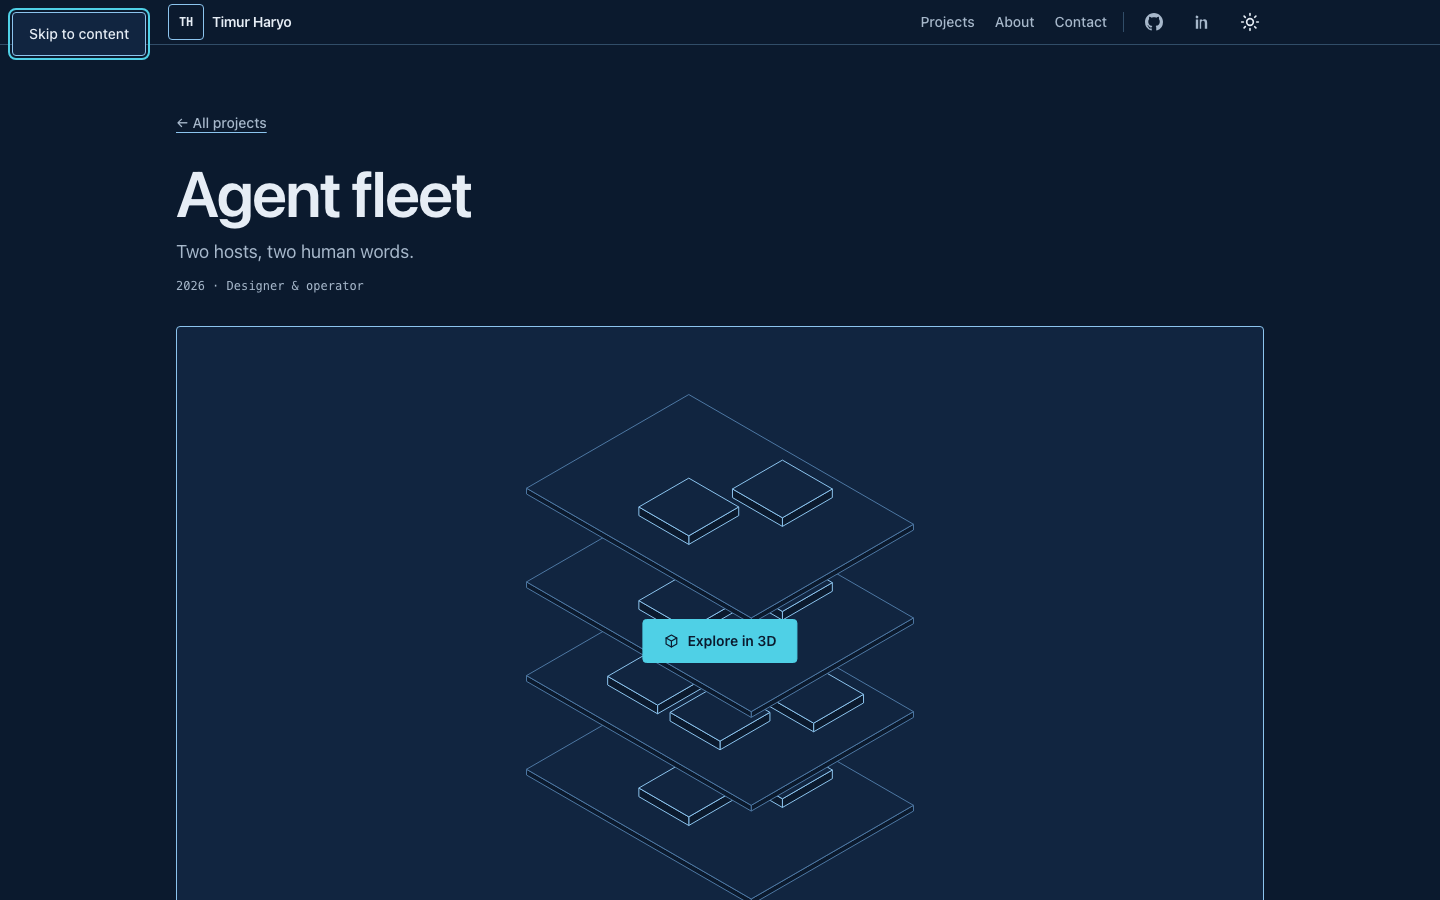 Skip to content
TH Timur Haryo
Projects About Contact in
← All projects
Agent fleet
Two hosts, two human words.
2026 · Designer & operator
Explore in 3D